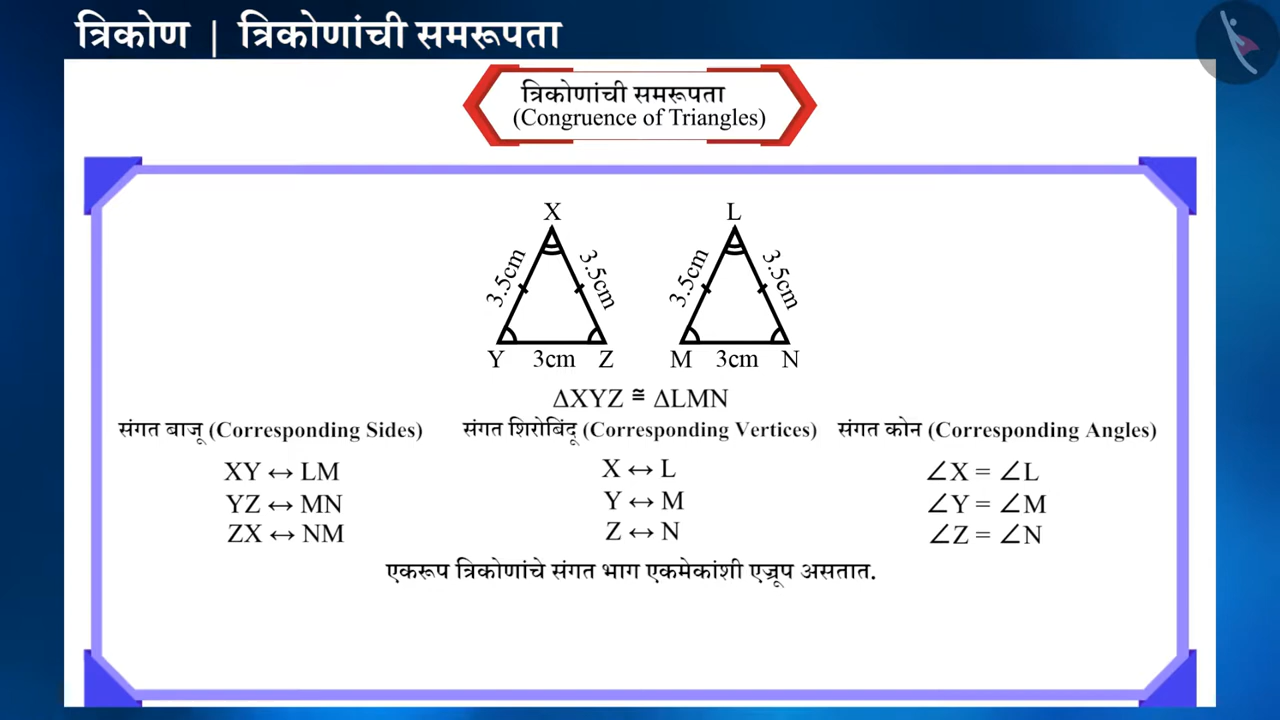 त्रिकोण | त्रिकोणांची समरूपता
त्रिकोणांची समरूपता
(Congruence of Triangles)
X
L
3.5cm
3.5cm
3.5cm
3.5cm
Y
3cm
Z
M
3cm
N
ΔXYZ ≅ ΔLMN
संगत बाजू (Corresponding Sides)
XY ↔ LM
YZ ↔ MN
ZX ↔ NM
संगत शिरोबिंदू (Corresponding Vertices)
X ↔ L
Y ↔ M
Z ↔ N
संगत कोन (Corresponding Angles)
∠X = ∠L
∠Y = ∠M
∠Z = ∠N
एकरूप त्रिकोणांचे संगत भाग एकमेकांशी एज्रूप असतात.